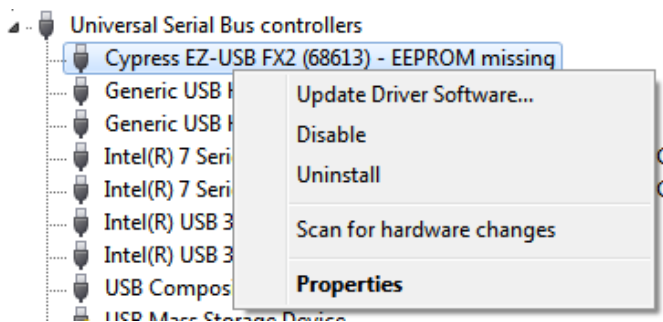 Universal Serial Bus controllers
Cypress EZ-USB FX2 (68613) - EEPROM missing
Generic USB
Update Driver Software...
Generic USB
Disable
Intel(R) 7 Seri
Intel(R) 7 Seri
Uninstall
Intel(R) USB 3
Scan for hardware changes
Intel(R) USB 3
USB Compos
Properties
USB Mass Storage Device